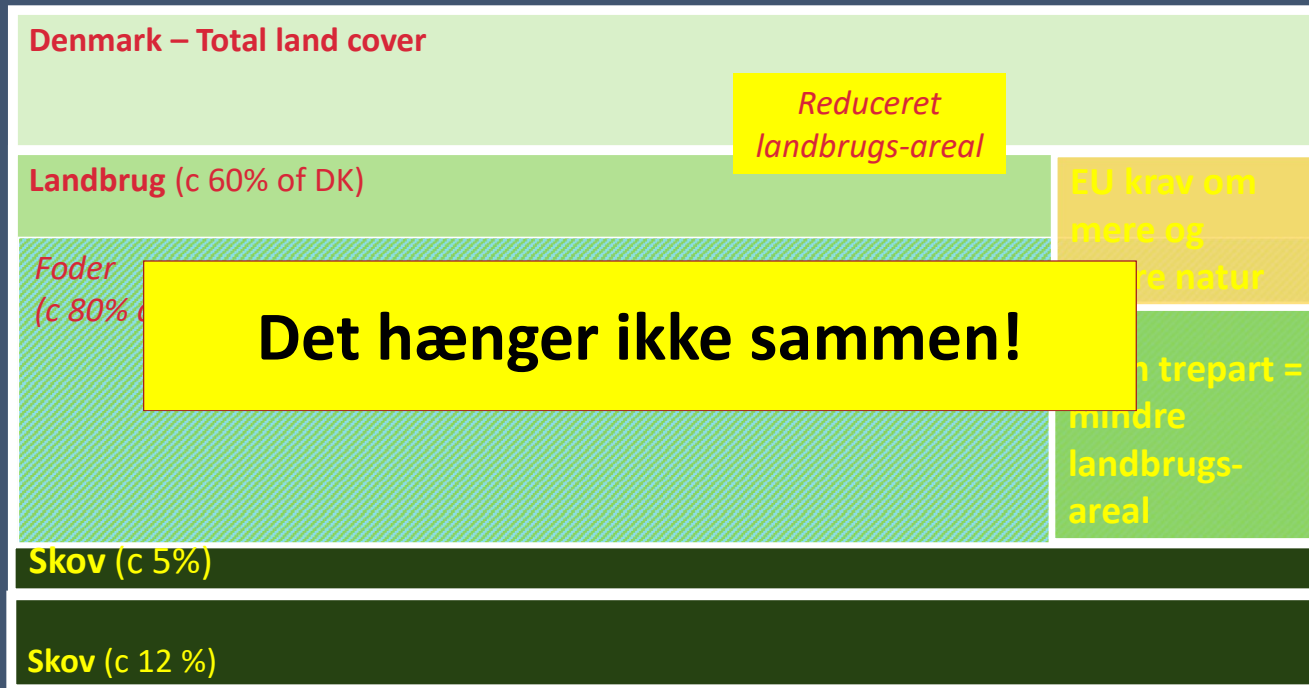 Denmark – Total land cover
Reduceret
landbrugs-areal
Landbrug (c 60% of DK)
EU krav om
mere og
natur
Foder
(c 80%
Det hænger ikke sammen!
trepart =
mindre
landbrugs-
areal
Skov (c 5%)
Skov (c 12 %)